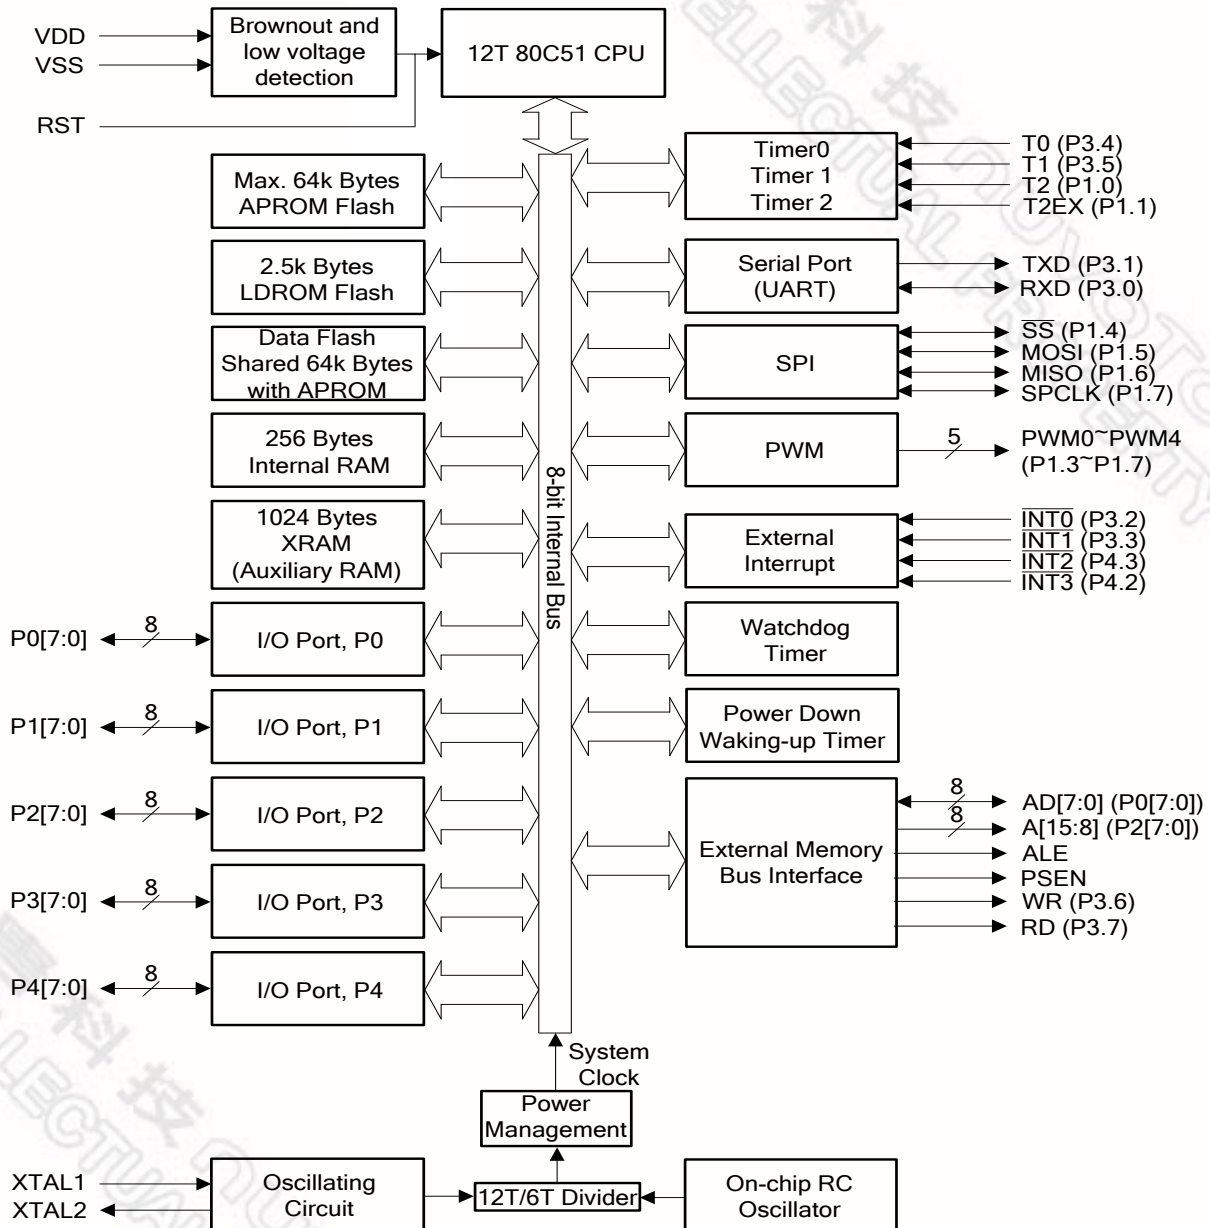 VDD
VSS
RST
Brownout and
low voltage
detection
12T 80C51 CPU
Max. 64k Bytes
APROM Flash
2.5k Bytes
LDROM Flash
Data Flash
Shared 64k Bytes
with APROM
256 Bytes
Internal RAM
1024 Bytes
XRAM
(Auxiliary RAM)
P0[7:0]
8
I/O Port, P0
P1[7:0]
8
I/O Port, P1
P2[7:0]
8
I/O Port, P2
P3[7:0]
8
I/O Port, P3
P4[7:0]
8
I/O Port, P4
8-bit Internal Bus
Timer0
Timer 1
Timer 2
T0 (P3.4)
T1 (P3.5)
T2 (P1.0)
T2EX (P1.1)
Serial Port
(UART)
TXD (P3.1)
RXD (P3.0)
SPI
SS (P1.4)
MOSI (P1.5)
MISO (P1.6)
SPCLK (P1.7)
PWM
5
PWM0~PWM4
(P1.3~P1.7)
External
Interrupt
INT0 (P3.2)
INT1 (P3.3)
INT2 (P4.3)
INT3 (P4.2)
Watchdog
Timer
Power Down
Waking-up Timer
External Memory
Bus Interface
8
AD[7:0] (P0[7:0])
8
A[15:8] (P2[7:0])
ALE
PSEN
WR (P3.6)
RD (P3.7)
System
Clock
Power
Management
XTAL1
XTAL2
Oscillating
Circuit
12T/6T Divider
On-chip RC
Oscillator